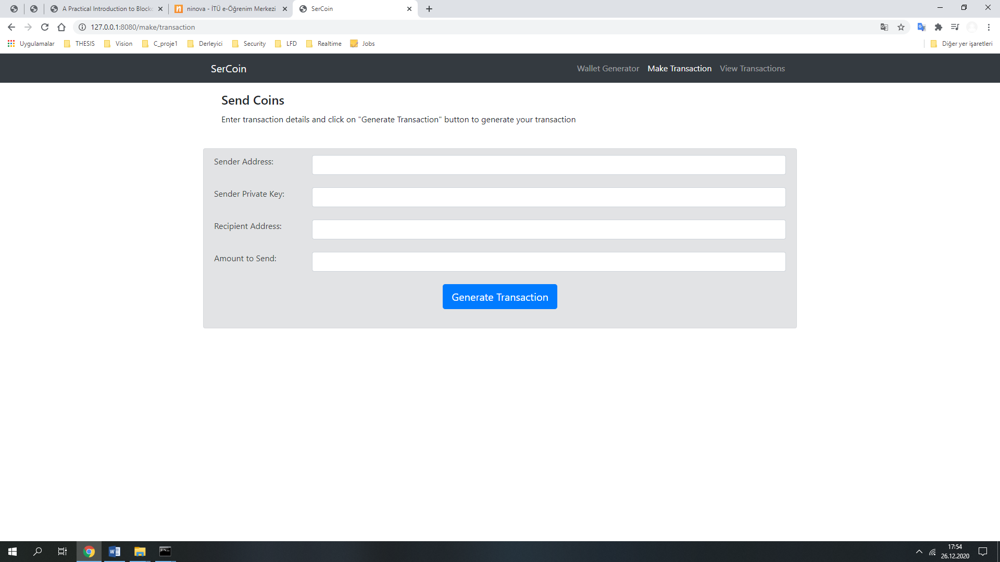 A Practical Introduction to Block
ninova - İTÜ e-Öğrenim Merkezi
SerCoin
127.0.0.1:8080/make/transaction
Uygulamalar THESIS Vision C_proje1 Derleyici Security LFD Realtime Jobs Diğer yer işaretleri
SerCoin Wallet Generator Make Transaction View Transactions
Send Coins
Enter transaction details and click on "Generate Transaction" button to generate your transaction
Sender Address:
Sender Private Key:
Recipient Address:
Amount to Send:
Generate Transaction
17:54
26.12.2020